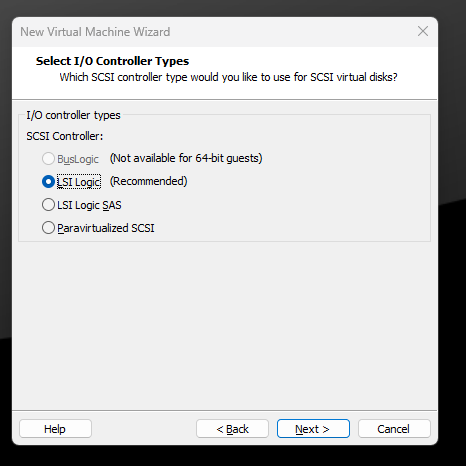 New Virtual Machine Wizard
Select I/O Controller Types
Which SCSI controller type would you like to use for SCSI virtual disks?
I/O controller types
SCSI Controller:
BusLogic (Not available for 64-bit guests)
LSI Logic (Recommended)
LSI Logic SAS
Paravirtualized SCSI
Help < Back Next > Cancel